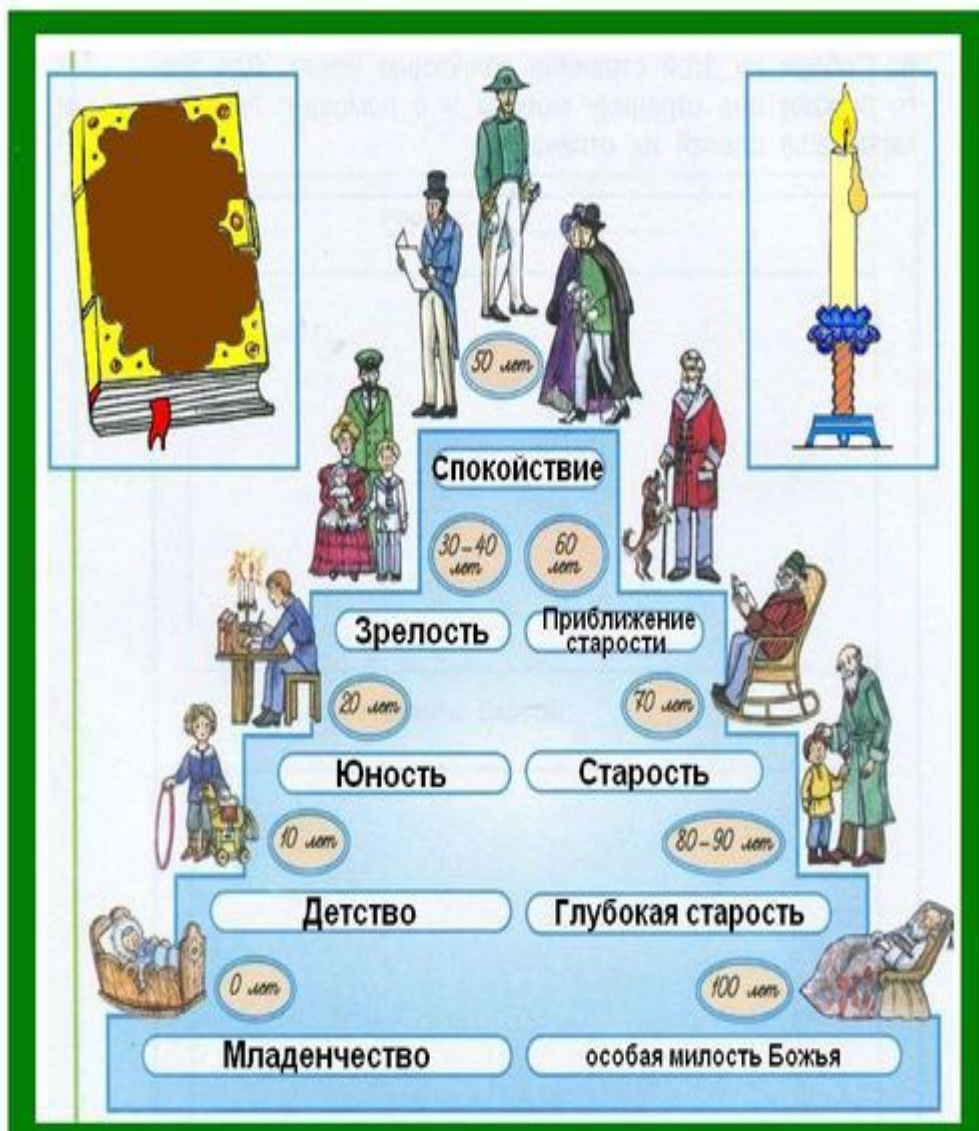 50 лет
Спокойствие
30–40 лет
60 лет
Зрелость
Приближение
старости
20 лет
70 лет
Юность
Старость
10 лет
80–90 лет
Детство
Глубокая старость
0 лет
100 лет
Младенчество
особая милость Божья